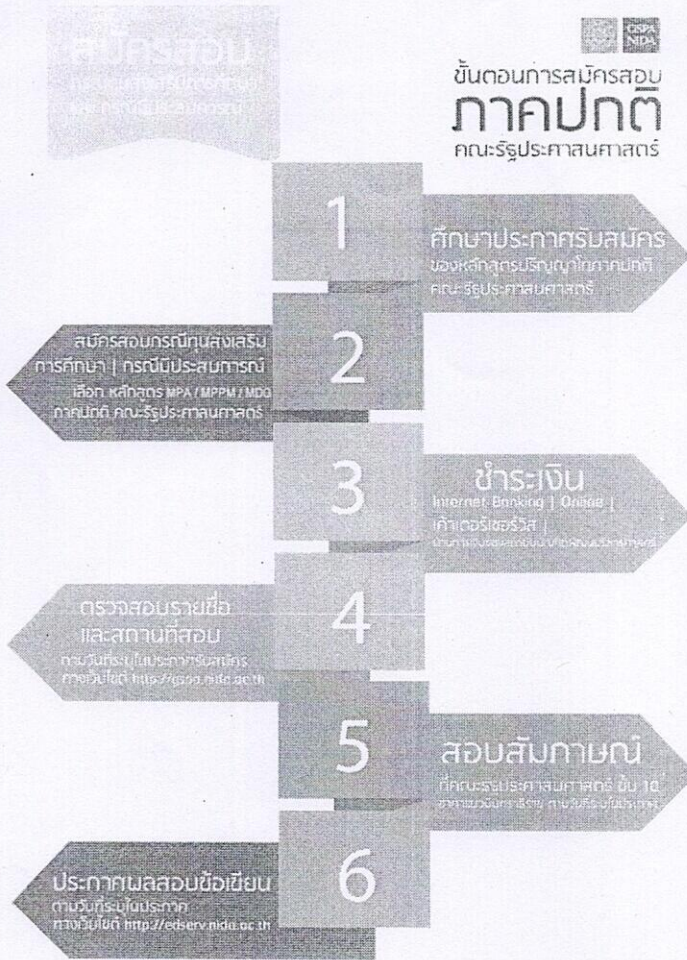 สมัครสอบ
GSPA
NIDA
ขั้นตอนการสมัครสอบ
ภาคปกติ
คณะรัฐประศาสนศาสตร์
1
ศึกษาประกาศรับสมัคร
ของหลักสูตรปริญญาโทภาคปกติ
คณะรัฐประศาสนศาสตร์
2
สมัครสอบกรณีทุนส่งเสริม
การศึกษา | กรณีมีประสบการณ์
เลือก หลักสูตร MPA / MPPM / MDG
ภาคปกติ คณะรัฐประศาสนศาสตร์
3
ชำระเงิน
Internet Banking | Online |
เค้าเตอร์เซอร์วิส |
4
ตรวจสอบรายชื่อ
และสถานที่สอบ
ตามวันที่ระบุในประกาศรับสมัคร
ทางเว็บไซต์ http://gspa.nida.ac.th
5
สอบสัมภาษณ์
ที่คณะรัฐประศาสนศาสตร์ ชั้น 10
ตามวันที่ระบุในประกาศ
6
ประกาศผลสอบข้อเขียน
ตามวันที่ระบุในประกาศ
ทางเว็บไซต์ http://edserv.nida.ac.th